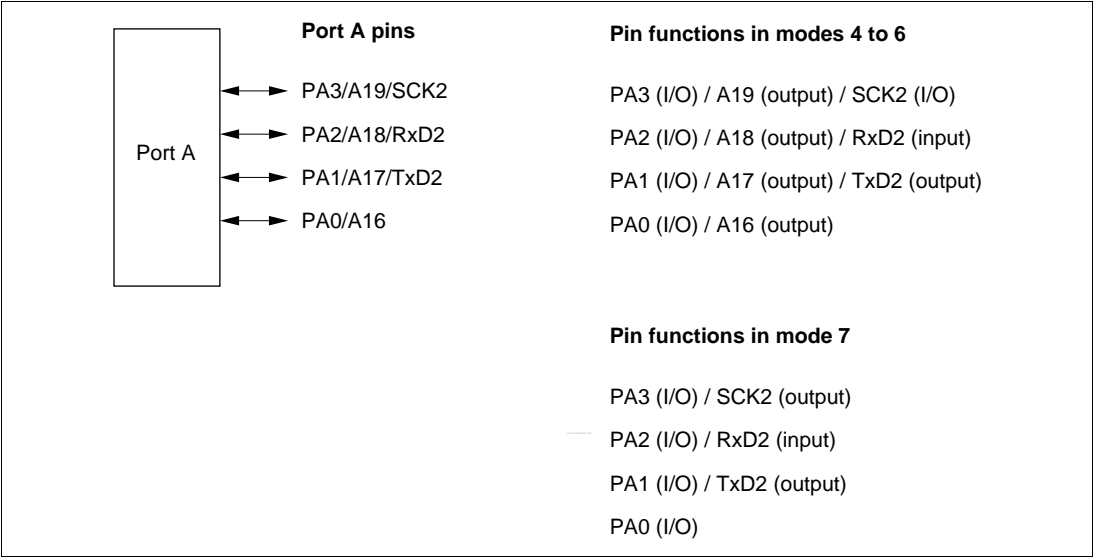 Port A pins
Port A
PA3/A19/SCK2
PA2/A18/RxD2
PA1/A17/TxD2
PA0/A16
Pin functions in modes 4 to 6
PA3 (I/O) / A19 (output) / SCK2 (I/O)
PA2 (I/O) / A18 (output) / RxD2 (input)
PA1 (I/O) / A17 (output) / TxD2 (output)
PA0 (I/O) / A16 (output)
Pin functions in mode 7
PA3 (I/O) / SCK2 (output)
PA2 (I/O) / RxD2 (input)
PA1 (I/O) / TxD2 (output)
PA0 (I/O)